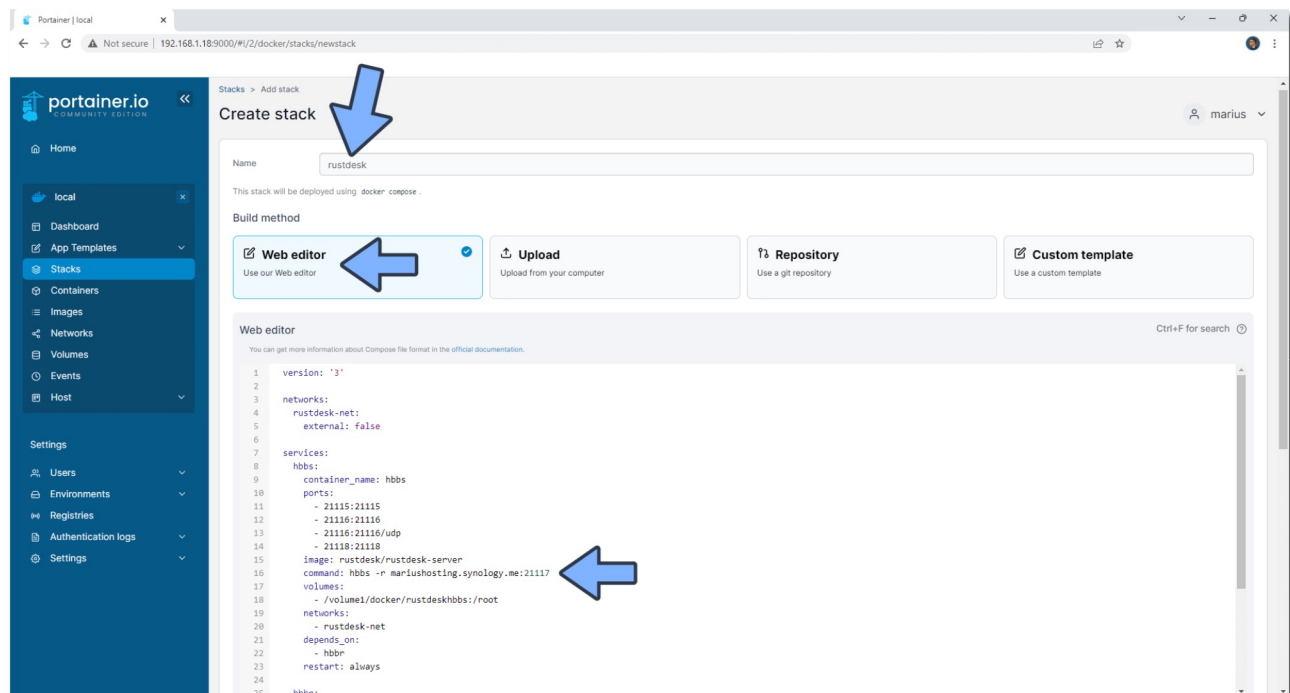 Portainer | local
Not secure | 192.168.1.18:9000/#!/2/docker/stacks/newstack
portainer.io
COMMUNITY EDITION
Home
local
Dashboard
App Templates
Stacks
Containers
Images
Networks
Volumes
Events
Host
Settings
Users
Environments
Registries
Authentication logs
Settings
Stacks > Add stack
Create stack
marius
Name
rustdesk
This stack will be deployed using docker compose .
Build method
Web editor
Use our Web editor
Upload
Upload from your computer
Repository
Use a git repository
Custom template
Use a custom template
Web editor
Ctrl+F for search
You can get more information about Compose file format in the official documentation.
1 version: '3'
2
3 networks:
4 rustdesk-net:
5 external: false
6
7 services:
8 hbbs:
9 container_name: hbbs
10 ports:
11 - 21115:21115
12 - 21116:21116
13 - 21116:21116/udp
14 - 21118:21118
15 image: rustdesk/rustdesk-server
16 command: hbbs -r mariushosting.synology.me:21117
17 volumes:
18 - /volume1/docker/rustdeskhbbs:/root
19 networks:
20 - rustdesk-net
21 depends_on:
22 - hbbr
23 restart: always
24